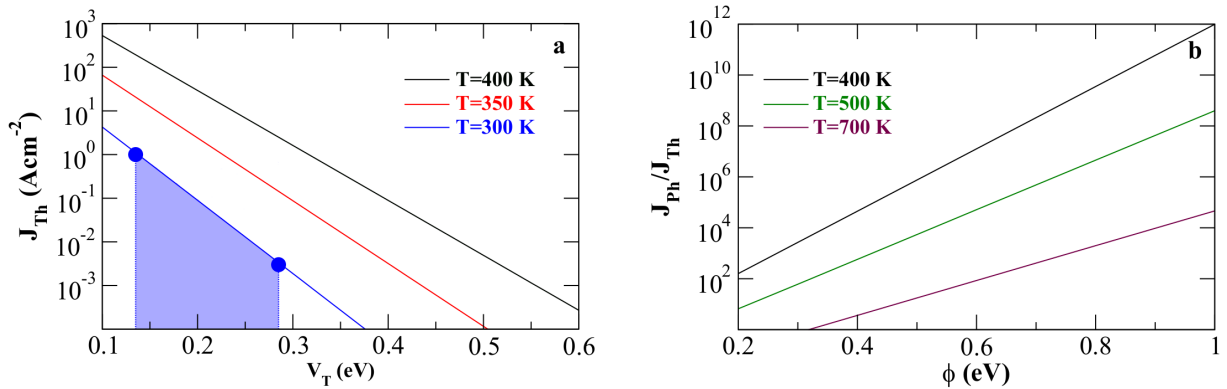 a
J_Th (Acm^-2)
10^3
10^2
10^1
10^0
10^-1
10^-2
10^-3
T=400 K
T=350 K
T=300 K
0.1 0.2 0.3 0.4 0.5 0.6
V_T (eV)
b
J_Ph/J_Th
10^12
10^10
10^8
10^6
10^4
10^2
T=400 K
T=500 K
T=700 K
0.2 0.4 0.6 0.8 1
ϕ (eV)